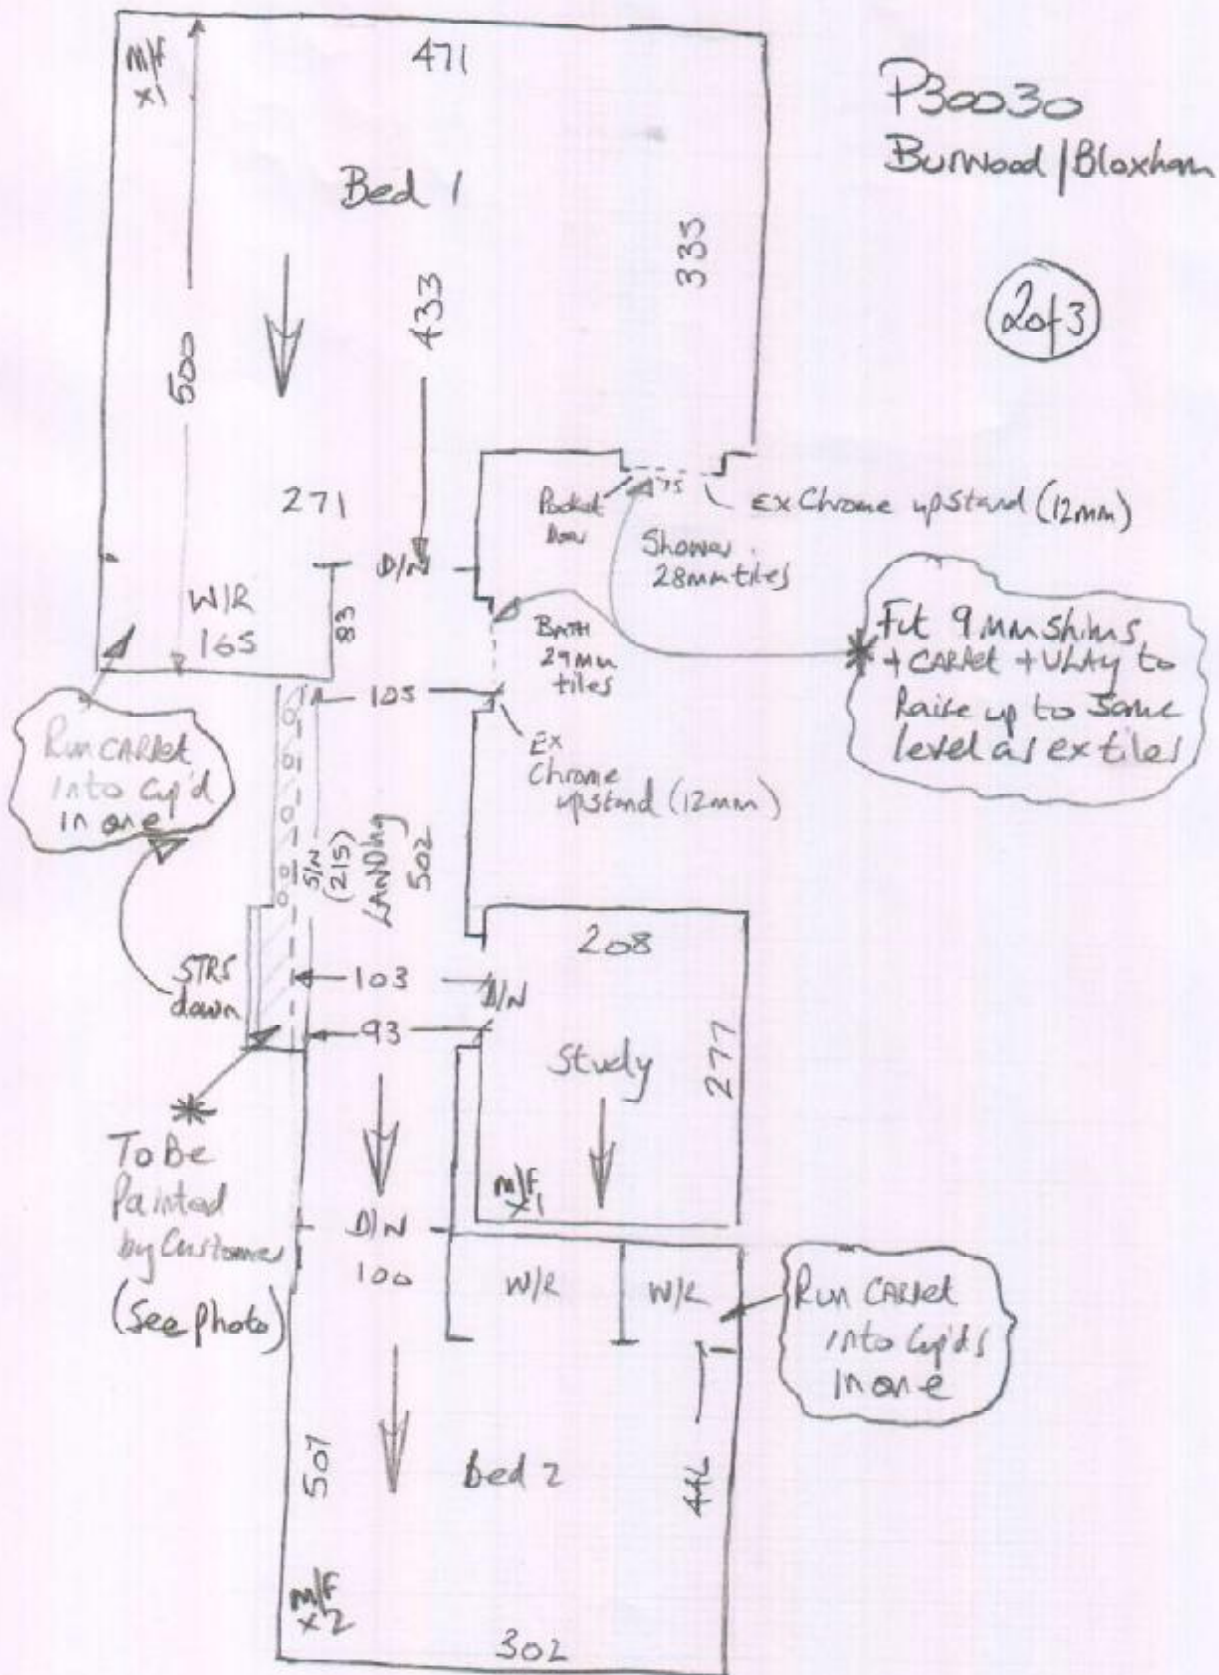 P30030
Burwood / Bloxham
2 of 3
M/F
x1
471
Bed 1
335
433
500
271
W/R
165
83
D/N
Pocket
Door
75
Ex Chrome upstand (12mm)
Shower
28mm tiles
BATH
29mm
tiles
Fit 9mm shims
+ CARPet + ULAY to
Raise up to Same
level as ex tiles
105
Ex
Chrome
upstand (12mm)
Run CARPet
into Cup'd
in one
S/N
(215)
LANDing
502
STRS
down
103
93
D/N
208
Study
277
M/F
x1
To Be
Painted
by Customer
(See Photo)
D/N
100
W/R
W/R
Run CARPet
into Cup'ds
in one
507
Bed 2
442
M/F
x2
302